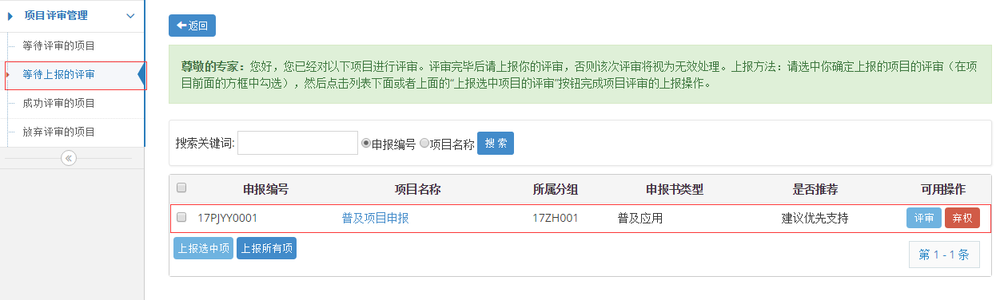 项目评审管理
等待评审的项目
等待上报的评审
成功评审的项目
放弃评审的项目
返回
尊敬的专家：您好，您已经对以下项目进行评审。评审完毕后请上报你的评审，否则该次评审将视为无效处理。上报方法：请选中你确定上报的项目的评审（在项
目前面的方框中勾选），然后点击列表下面或者上面的“上报选中项目的评审”按钮完成项目评审的上报操作。
搜索关键词: 申报编号 项目名称 搜 索
申报编号 项目名称 所属分组 申报书类型 是否推荐 可用操作
17PJYY0001 普及项目申报 17ZH001 普及应用 建议优先支持 评审 弃权
上报选中项 上报所有项
第 1 - 1 条